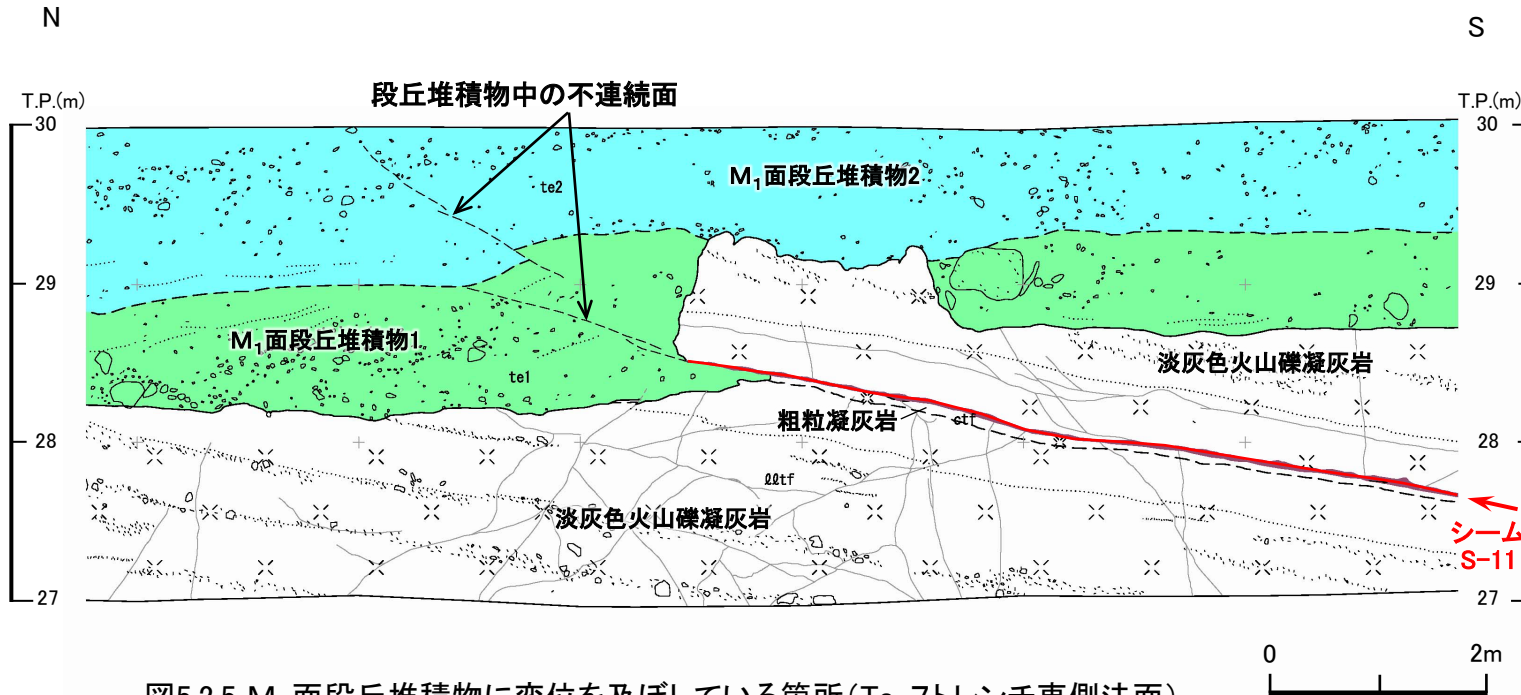 N
S
T.P.(m)
段丘堆積物中の不連続面
T.P.(m)
30
30
te2
M₁面段丘堆積物2
29
29
M₁面段丘堆積物1
te1
淡灰色火山礫凝灰岩
粗粒凝灰岩
ctf
28
28
ℓℓtf
淡灰色火山礫凝灰岩
シーム
S-11
27
27
0
2m